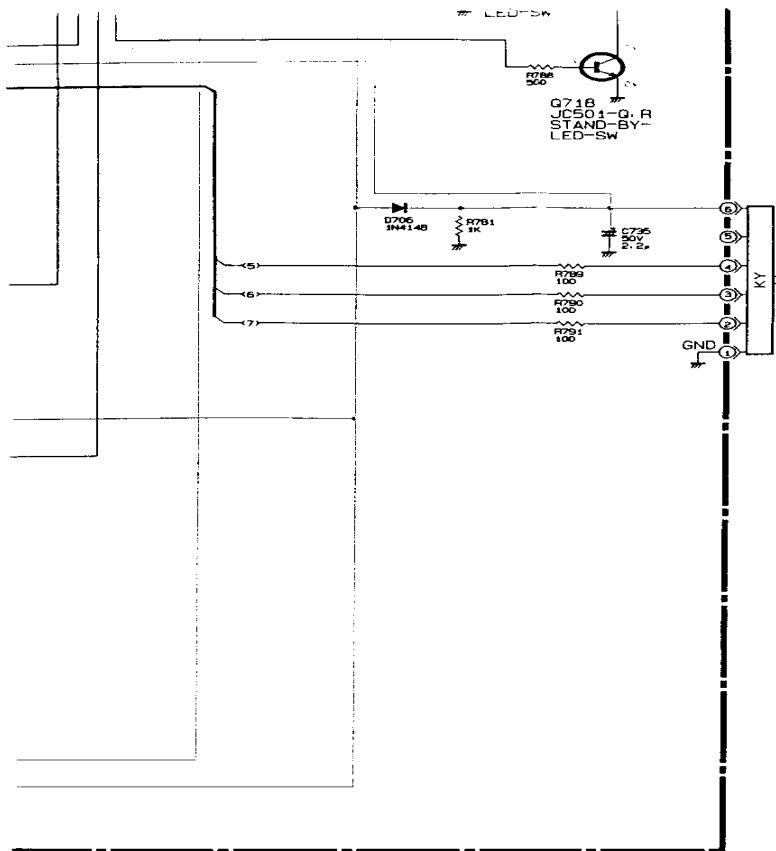 LED-SW
R788
560
Q718
JC501-Q,R
STAND-BY-
LED-SW
D706
1N4148
R781
1K
C735
50V
2.2µ
6
5
4
3
2
1
KY
5
R789
100
6
R790
100
7
R791
100
GND